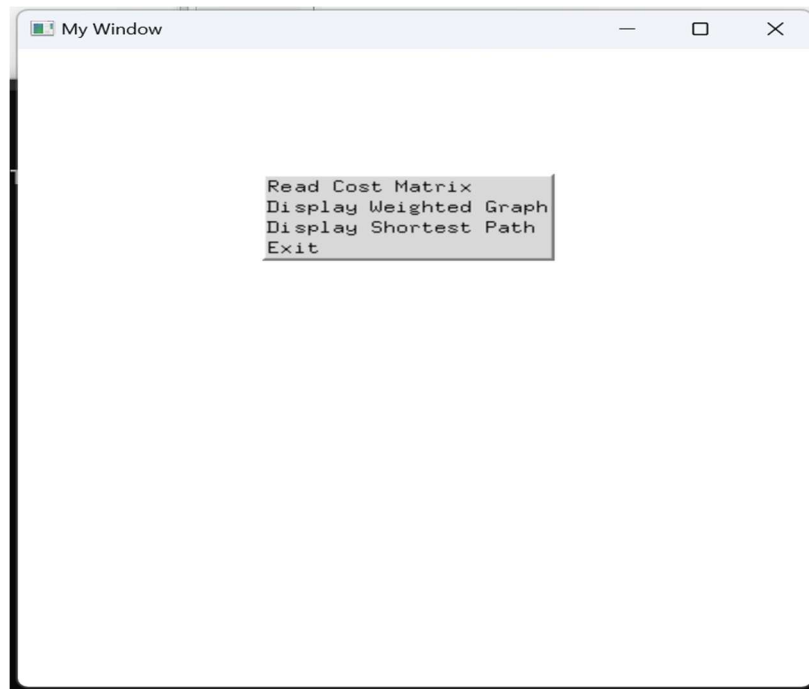 My Window
Read Cost Matrix
Display Weighted Graph
Display Shortest Path
Exit